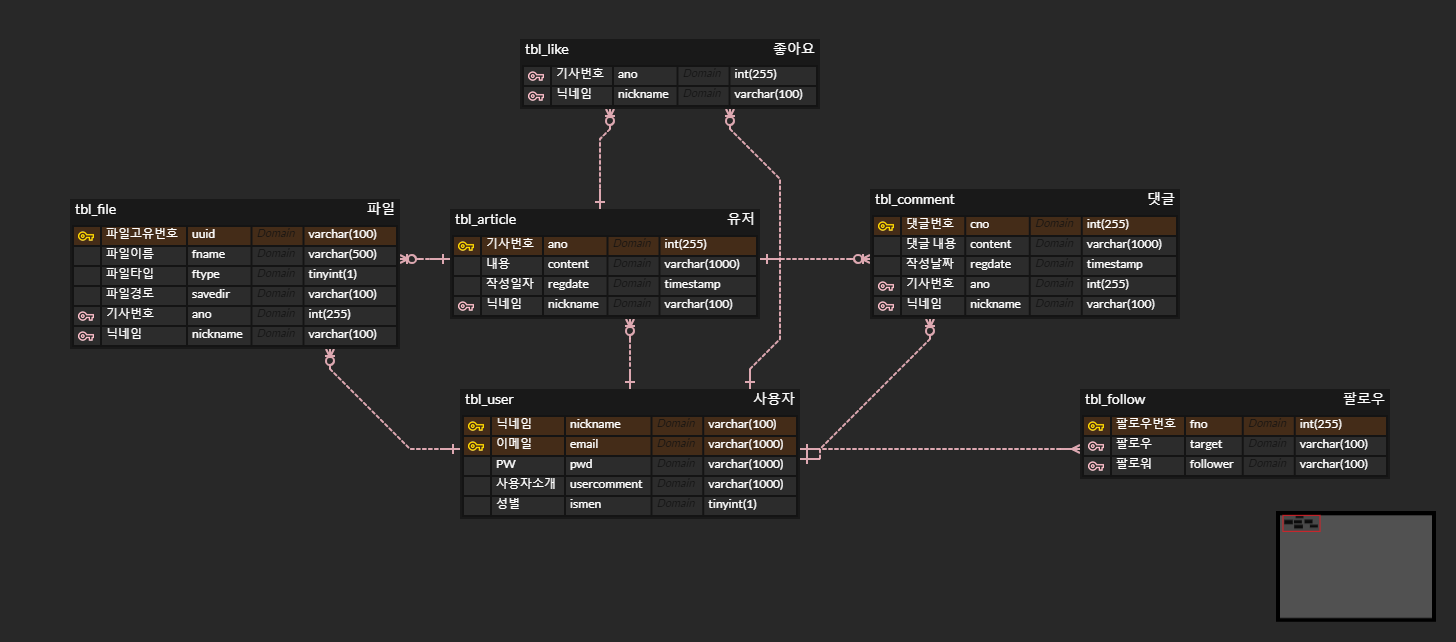 tbl_like 좋아요
기사번호 ano Domain int(255)
닉네임 nickname Domain varchar(100)
tbl_file 파일
파일고유번호 uuid Domain varchar(100)
파일이름 fname Domain varchar(500)
파일타입 ftype Domain tinyint(1)
파일경로 savedir Domain varchar(100)
기사번호 ano Domain int(255)
닉네임 nickname Domain varchar(100)
tbl_article 유저
기사번호 ano Domain int(255)
내용 content Domain varchar(1000)
작성일자 regdate Domain timestamp
닉네임 nickname Domain varchar(100)
tbl_comment 댓글
댓글번호 cno Domain int(255)
댓글 내용 content Domain varchar(1000)
작성날짜 regdate Domain timestamp
기사번호 ano Domain int(255)
닉네임 nickname Domain varchar(100)
tbl_user 사용자
닉네임 nickname Domain varchar(100)
이메일 email Domain varchar(1000)
PW pwd Domain varchar(1000)
사용자소개 usercomment Domain varchar(1000)
성별 ismen Domain tinyint(1)
tbl_follow 팔로우
팔로우번호 fno Domain int(255)
팔로우 target Domain varchar(100)
팔로워 follower Domain varchar(100)